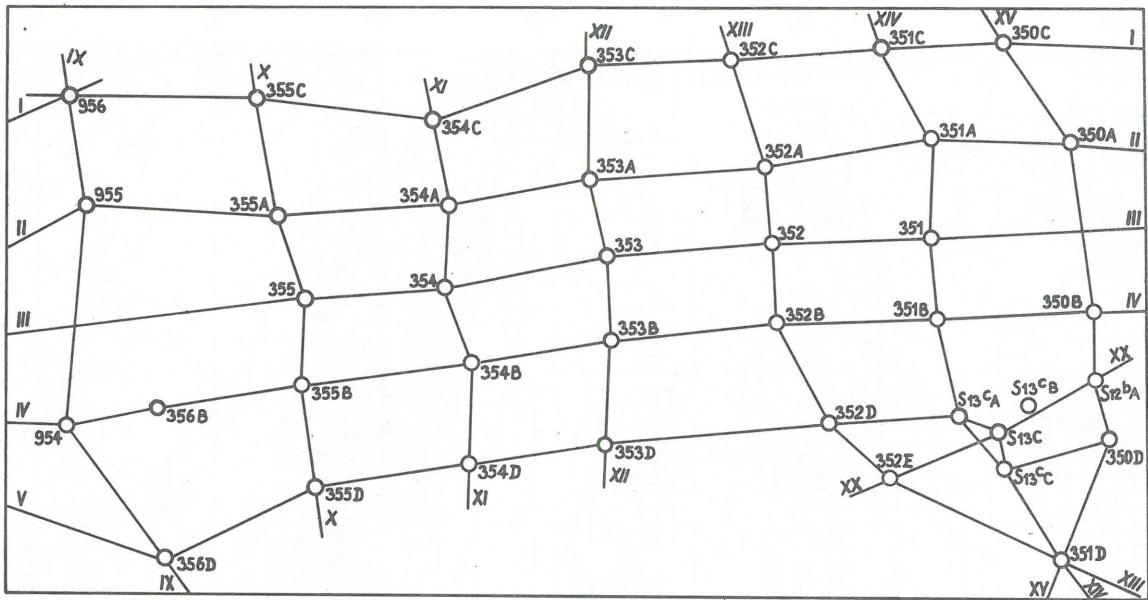 IX X XI XII XIII XIV XV
I 956 355C 354C 353C 352C 351C 350C I
II 955 355A 354A 353A 352A 351A 350A II
III 355 354 353 352 351 III
IV 954 356B 355B 354B 353B 352B 351B 350B IV
XX
S12bA
S13cB
S13cA
S13C
352D
350D
S13cC
352E
XX
V 356D 355D 354D 353D 351D
IX X XI XII XV XIV XIII